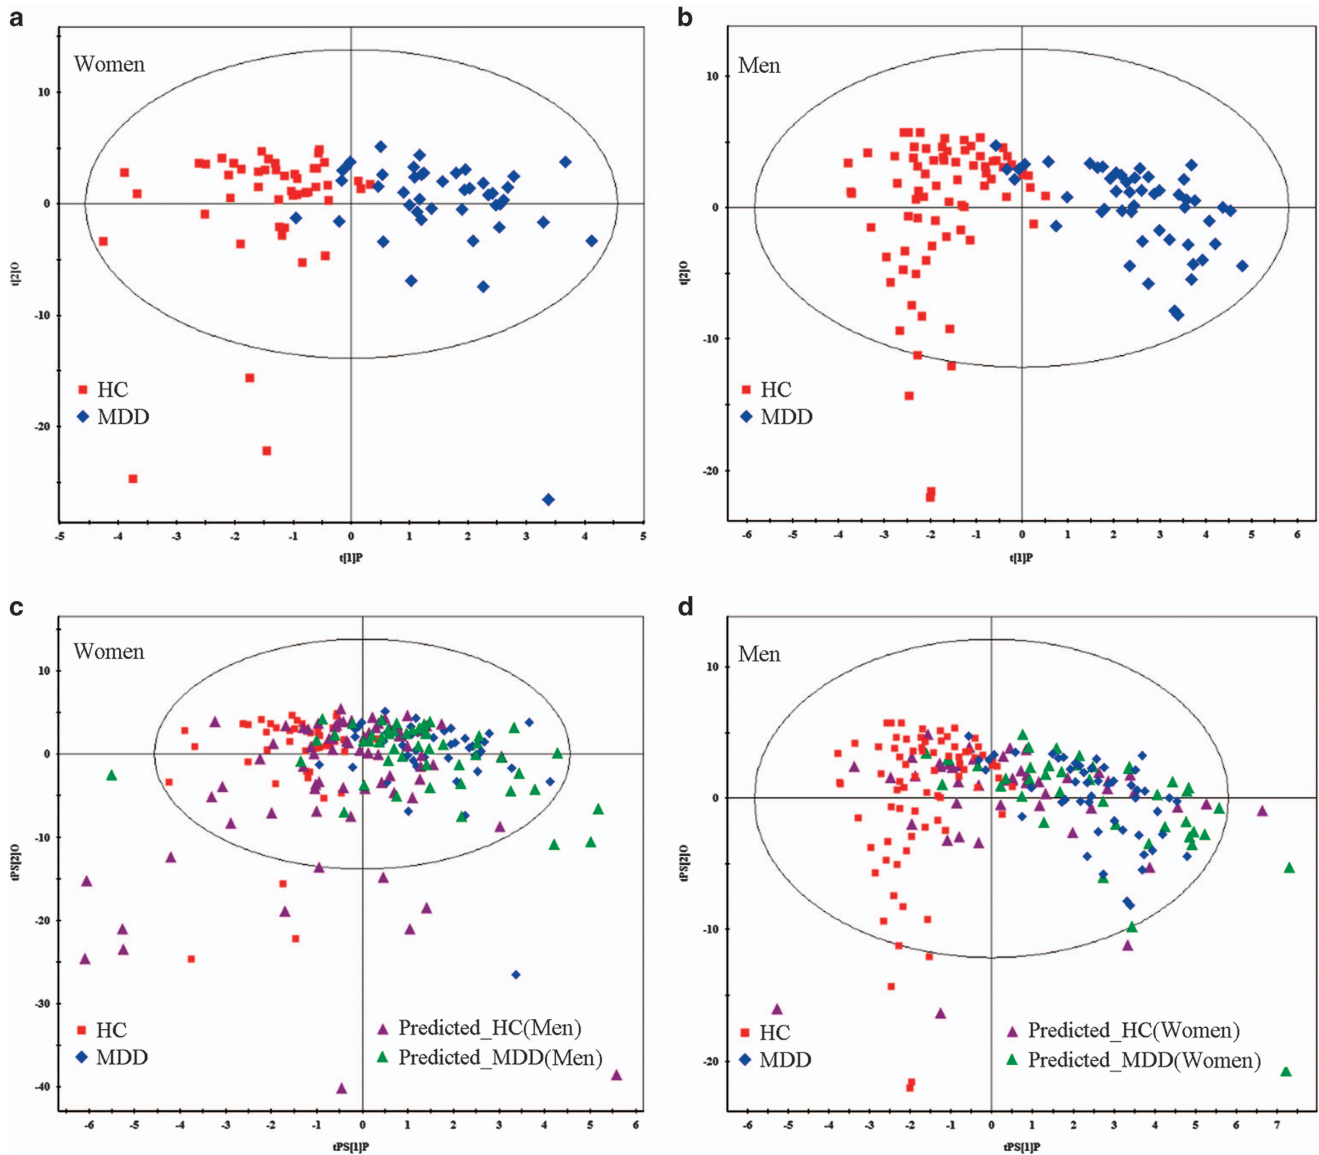 a
Women
10
0
-10
-20
t[2]O
HC
MDD
-5 -4 -3 -2 -1 0 1 2 3 4 5
t[1]P
b
Men
10
0
-10
-20
t[2]O
HC
MDD
-6 -5 -4 -3 -2 -1 0 1 2 3 4 5 6
t[1]P
c
Women
10
0
-10
-20
-30
-40
tPS[2]O
HC
MDD
Predicted_HC(Men)
Predicted_MDD(Men)
-6 -5 -4 -3 -2 -1 0 1 2 3 4 5 6
tPS[1]P
d
Men
10
0
-10
-20
tPS[2]O
HC
MDD
Predicted_HC(Women)
Predicted_MDD(Women)
-6 -5 -4 -3 -2 -1 0 1 2 3 4 5 6 7
tPS[1]P